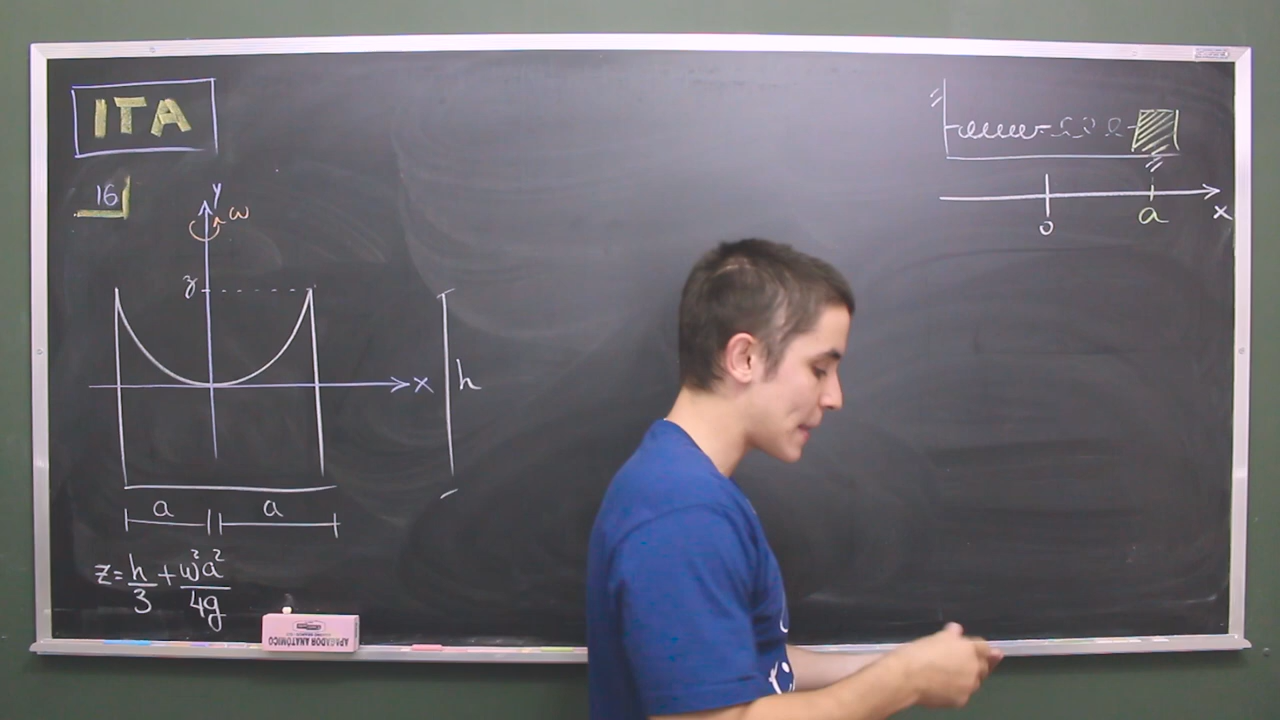 ITA
16
y
ω
z
x
h
a a
z = h/3 + ω²a²/4g
APAGADOR ANATÔMICO
0 a x